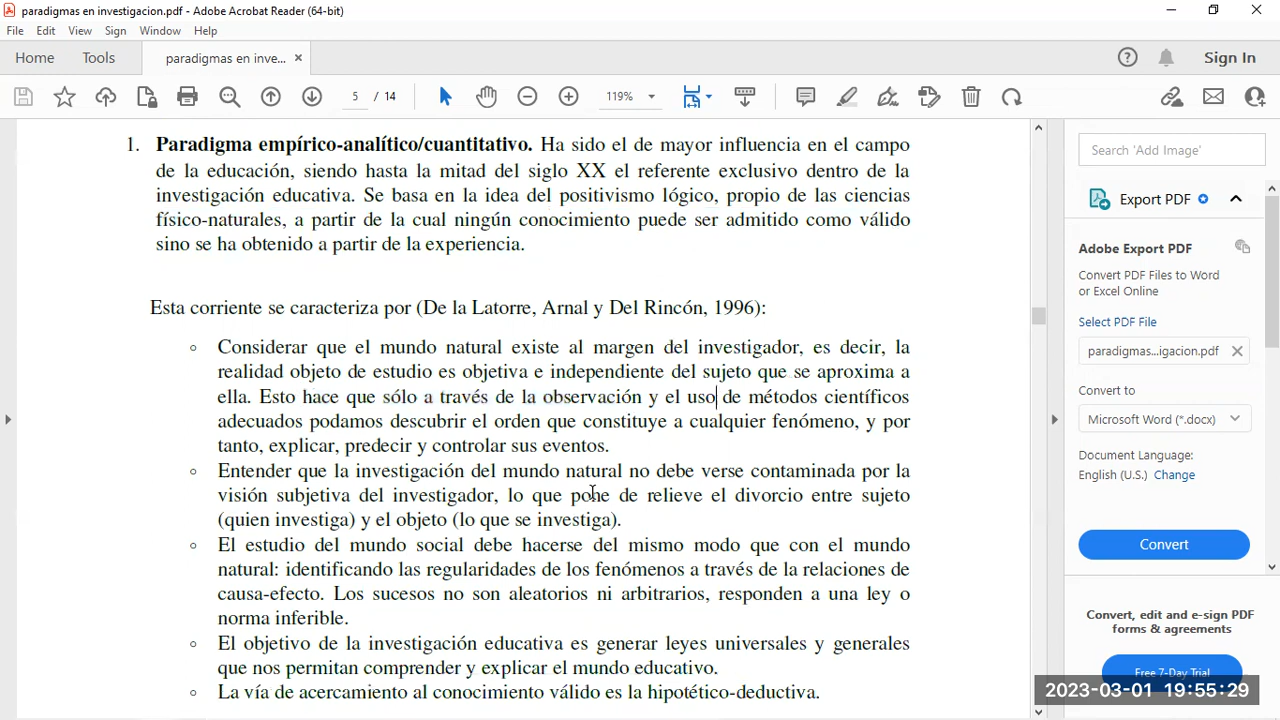 paradigmas en investigacion.pdf - Adobe Acrobat Reader (64-bit)
File Edit View Sign Window Help
Home Tools paradigmas en inve... × Sign In
5 / 14 119%
1. Paradigma empírico-analítico/cuantitativo. Ha sido el de mayor influencia en el campo
de la educación, siendo hasta la mitad del siglo XX el referente exclusivo dentro de la
investigación educativa. Se basa en la idea del positivismo lógico, propio de las ciencias
físico-naturales, a partir de la cual ningún conocimiento puede ser admitido como válido
sino se ha obtenido a partir de la experiencia.
Esta corriente se caracteriza por (De la Latorre, Arnal y Del Rincón, 1996):
Considerar que el mundo natural existe al margen del investigador, es decir, la
realidad objeto de estudio es objetiva e independiente del sujeto que se aproxima a
ella. Esto hace que sólo a través de la observación y el uso de métodos científicos
adecuados podamos descubrir el orden que constituye a cualquier fenómeno, y por
tanto, explicar, predecir y controlar sus eventos.
Entender que la investigación del mundo natural no debe verse contaminada por la
visión subjetiva del investigador, lo que pone de relieve el divorcio entre sujeto
(quien investiga) y el objeto (lo que se investiga).
El estudio del mundo social debe hacerse del mismo modo que con el mundo
natural: identificando las regularidades de los fenómenos a través de la relaciones de
causa-efecto. Los sucesos no son aleatorios ni arbitrarios, responden a una ley o
norma inferible.
El objetivo de la investigación educativa es generar leyes universales y generales
que nos permitan comprender y explicar el mundo educativo.
La vía de acercamiento al conocimiento válido es la hipotético-deductiva.
Search 'Add Image'
Export PDF
Adobe Export PDF
Convert PDF Files to Word
or Excel Online
Select PDF File
paradigmas...igacion.pdf
Convert to
Microsoft Word (*.docx)
Document Language:
English (U.S.) Change
Convert
Convert, edit and e-sign PDF
forms & agreements
Free 7-Day Trial
2023-03-01 19:55:29